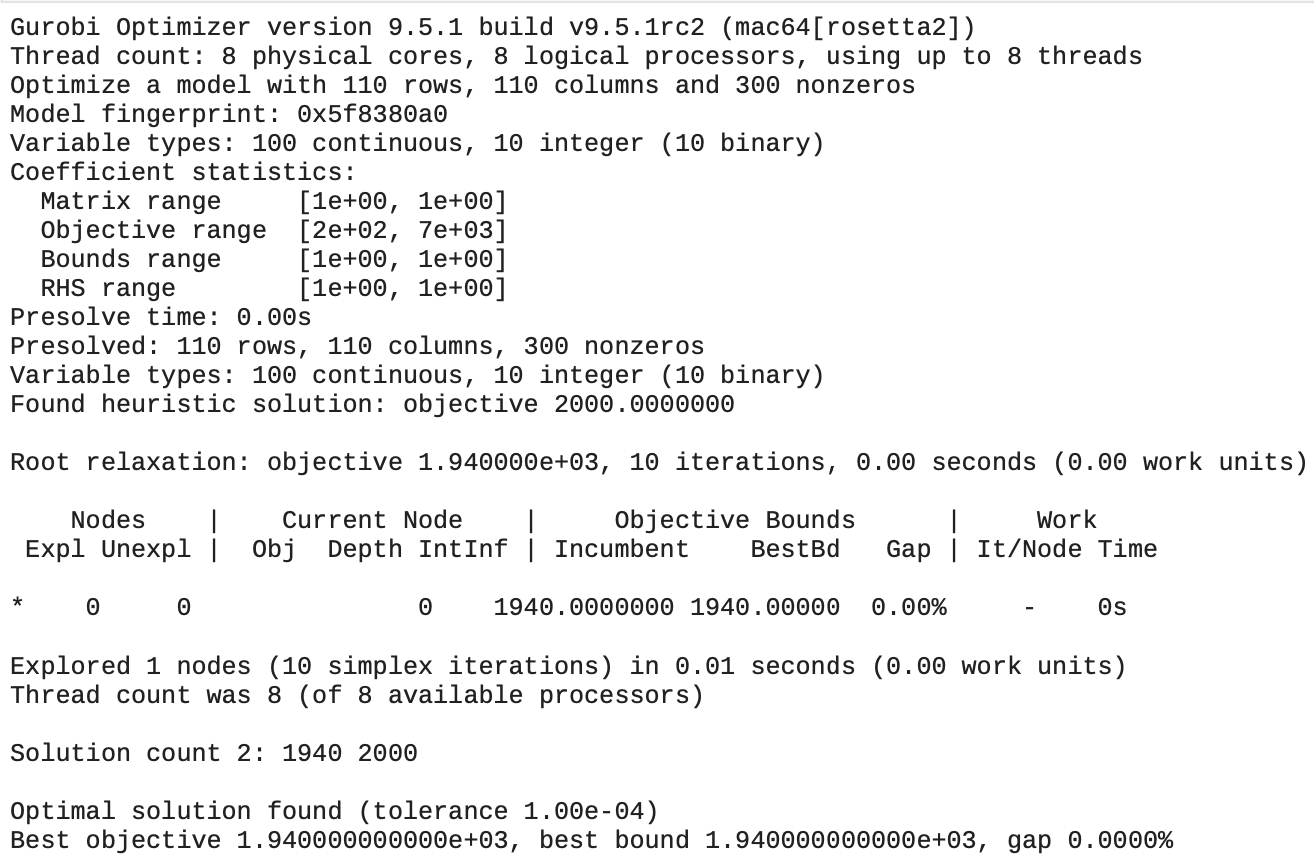 Gurobi Optimizer version 9.5.1 build v9.5.1rc2 (mac64[rosetta2])
Thread count: 8 physical cores, 8 logical processors, using up to 8 threads
Optimize a model with 110 rows, 110 columns and 300 nonzeros
Model fingerprint: 0x5f8380a0
Variable types: 100 continuous, 10 integer (10 binary)
Coefficient statistics:
  Matrix range     [1e+00, 1e+00]
  Objective range  [2e+02, 7e+03]
  Bounds range     [1e+00, 1e+00]
  RHS range        [1e+00, 1e+00]
Presolve time: 0.00s
Presolved: 110 rows, 110 columns, 300 nonzeros
Variable types: 100 continuous, 10 integer (10 binary)
Found heuristic solution: objective 2000.0000000

Root relaxation: objective 1.940000e+03, 10 iterations, 0.00 seconds (0.00 work units)

    Nodes    |    Current Node    |     Objective Bounds      |     Work
 Expl Unexpl |  Obj  Depth IntInf | Incumbent    BestBd   Gap | It/Node Time

*    0     0               0    1940.0000000 1940.00000  0.00%     -    0s

Explored 1 nodes (10 simplex iterations) in 0.01 seconds (0.00 work units)
Thread count was 8 (of 8 available processors)

Solution count 2: 1940 2000

Optimal solution found (tolerance 1.00e-04)
Best objective 1.940000000000e+03, best bound 1.940000000000e+03, gap 0.0000%